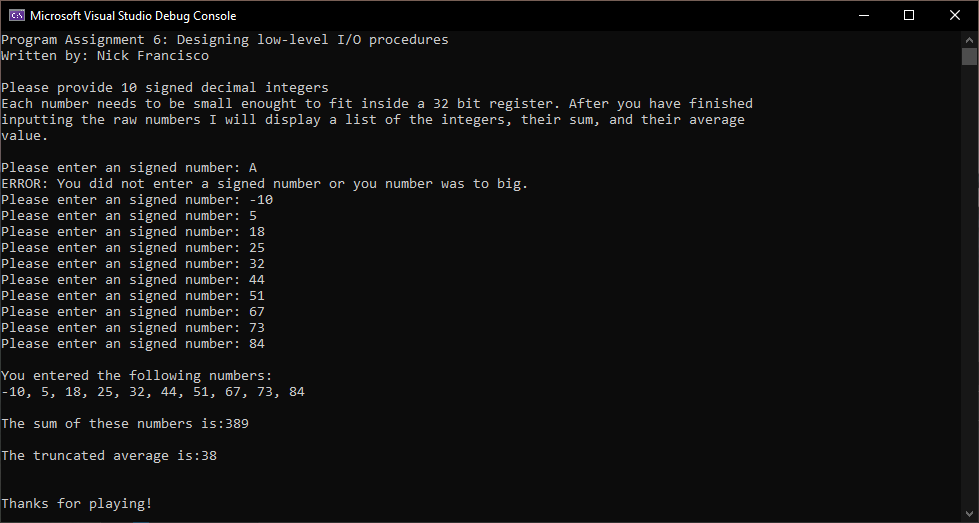 Microsoft Visual Studio Debug Console
Program Assignment 6: Designing low-level I/O procedures
Written by: Nick Francisco
Please provide 10 signed decimal integers
Each number needs to be small enought to fit inside a 32 bit register. After you have finished
inputting the raw numbers I will display a list of the integers, their sum, and their average
value.
Please enter an signed number: A
ERROR: You did not enter a signed number or you number was to big.
Please enter an signed number: -10
Please enter an signed number: 5
Please enter an signed number: 18
Please enter an signed number: 25
Please enter an signed number: 32
Please enter an signed number: 44
Please enter an signed number: 51
Please enter an signed number: 67
Please enter an signed number: 73
Please enter an signed number: 84
You entered the following numbers:
-10, 5, 18, 25, 32, 44, 51, 67, 73, 84
The sum of these numbers is:389
The truncated average is:38
Thanks for playing!